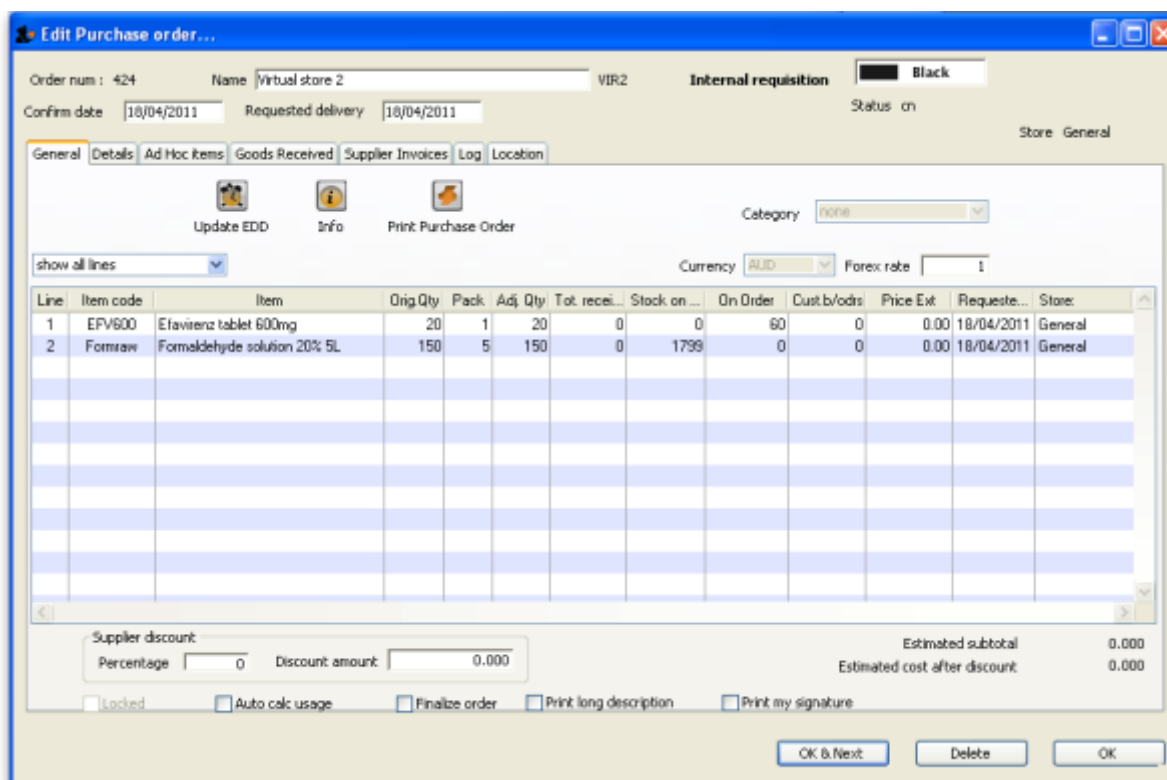 Edit Purchase order...
Order num : 424 Name Virtual store 2 VIR2 Internal requisition Black
Confirm date 18/04/2011 Requested delivery 18/04/2011 Status cn
Store General
General Details Ad Hoc items Goods Received Supplier Invoices Log Location
Update EDD Info Print Purchase Order Category none
show all lines Currency AUD Forex rate 1
Line Item code Item Orig.Qty Pack Adj. Qty Tot. recei... Stock on ... On Order Cust.b/odrs Price Ext Requeste... Store:
1 EFV600 Efavirenz tablet 600mg 20 1 20 0 0 60 0 0.00 18/04/2011 General
2 Formraw Formaldehyde solution 20% 5L 150 5 150 0 1799 0 0 0.00 18/04/2011 General
Supplier discount Estimated subtotal 0.000
Percentage 0 Discount amount 0.000 Estimated cost after discount 0.000
Locked Auto calc usage Finalize order Print long description Print my signature
OK & Next Delete OK